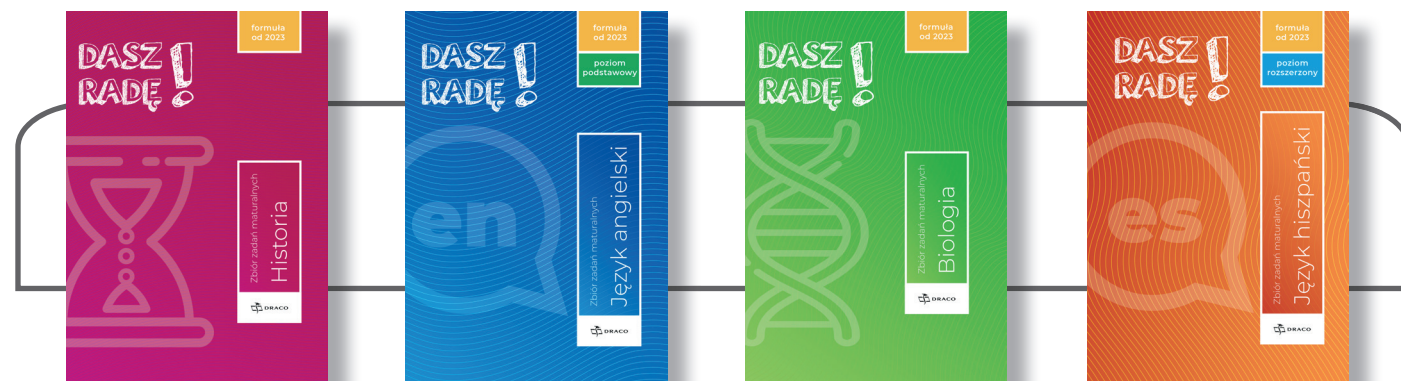 formuła
od 2023
DASZ
RADĘ!
Zbiór zadań maturalnych
Historia
DRACO
formuła
od 2023
poziom
podstawowy
DASZ
RADĘ!
en
Zbiór zadań maturalnych
Język angielski
DRACO
formuła
od 2023
DASZ
RADĘ!
Zbiór zadań maturalnych
Biologia
DRACO
formuła
od 2023
poziom
rozszerzony
DASZ
RADĘ!
es
Zbiór zadań maturalnych
Język hiszpański
DRACO